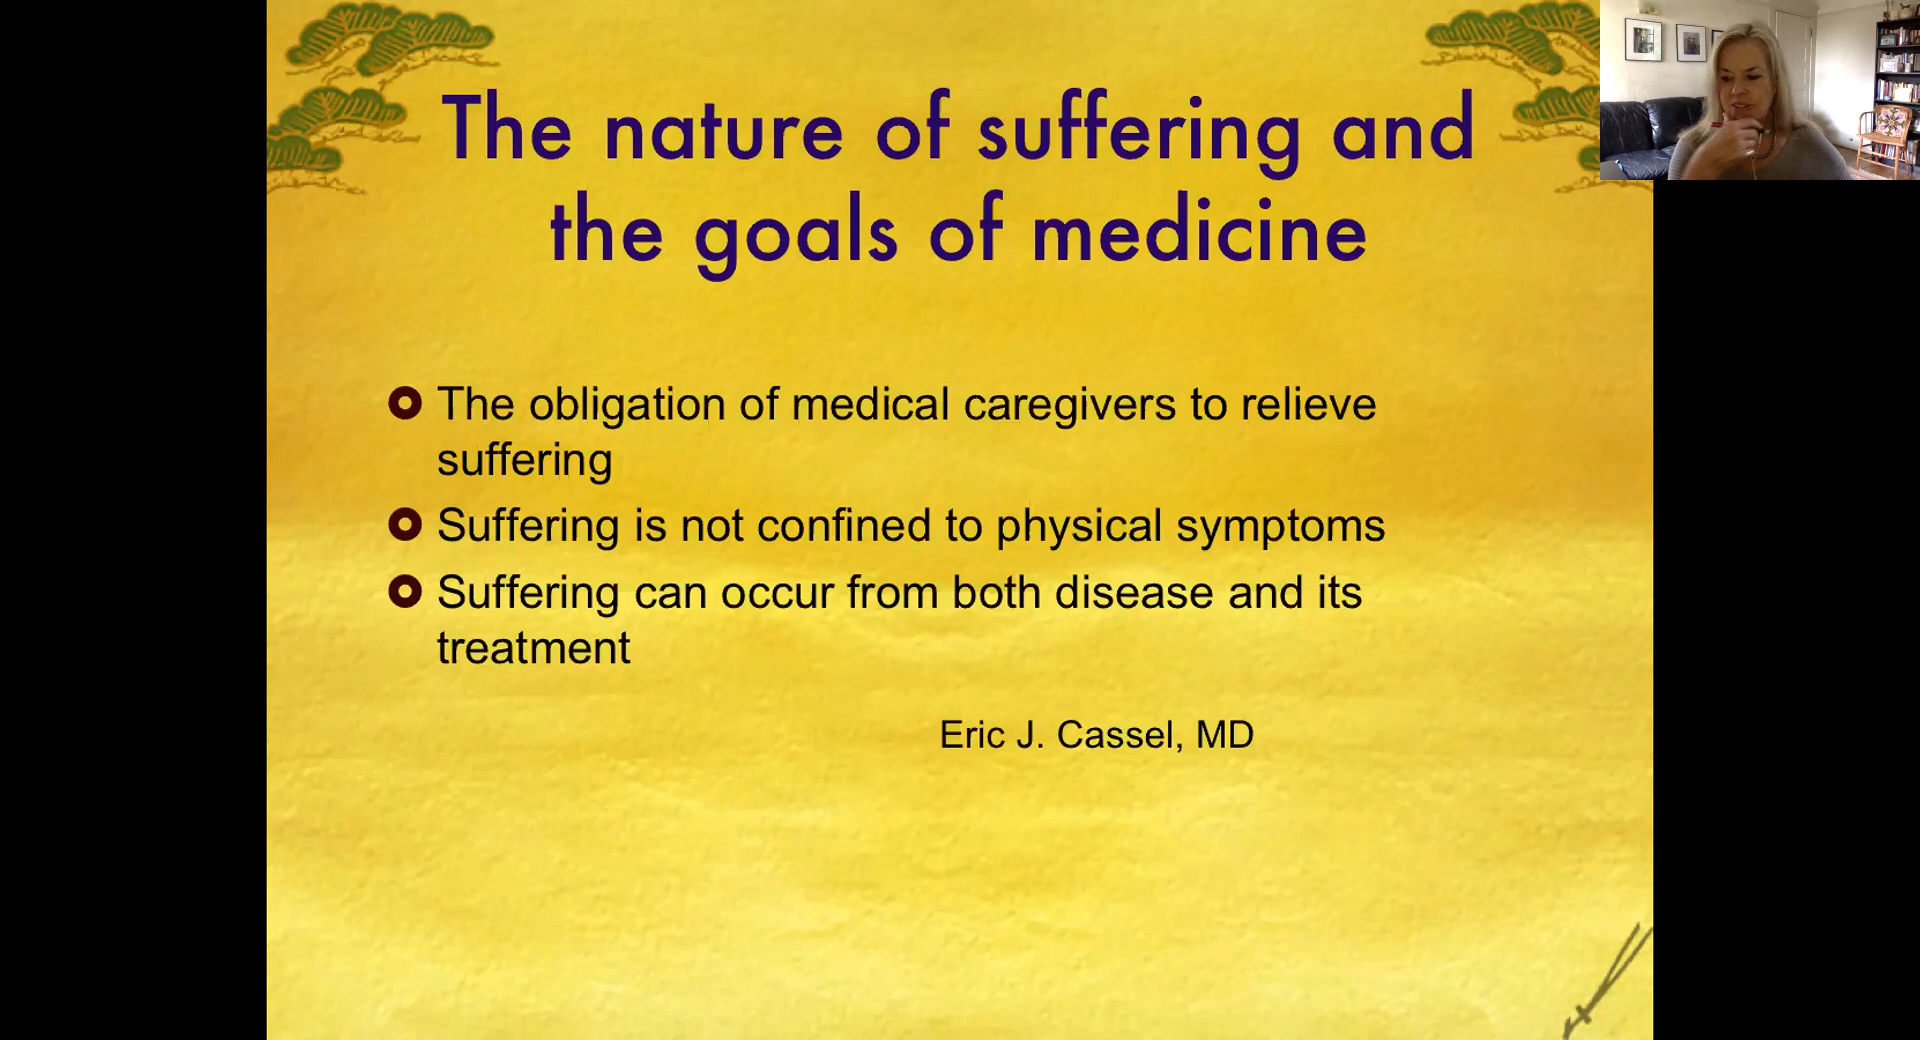 The nature of suffering and
the goals of medicine
The obligation of medical caregivers to relieve
suffering
Suffering is not confined to physical symptoms
Suffering can occur from both disease and its
treatment
Eric J. Cassel, MD